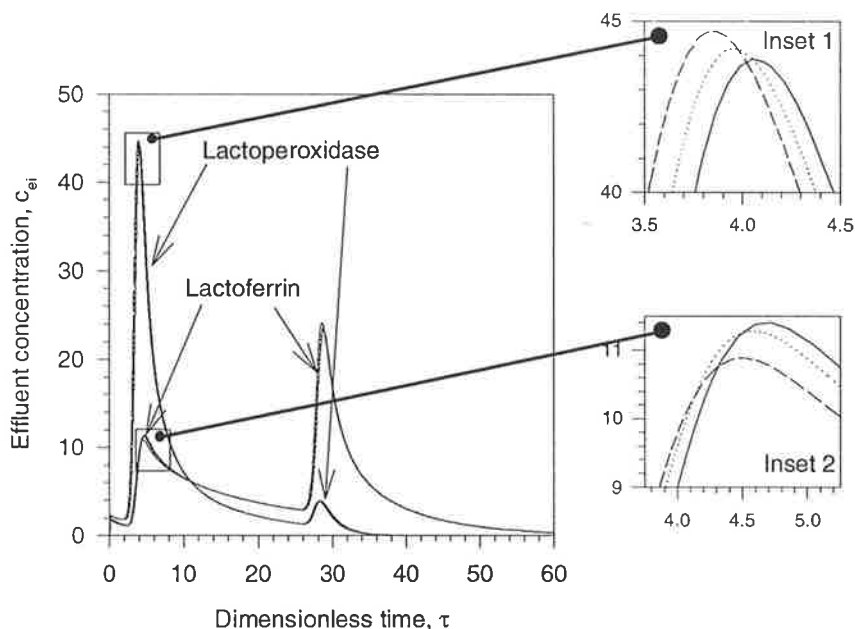 45
Inset 1
40
3.5 4.0 4.5
50
40
30
20
10
0
Effluent concentration, c_ei
Lactoperoxidase
Lactoferrin
0 10 20 30 40 50 60
Dimensionless time, τ
11
10
9
Inset 2
4.0 4.5 5.0